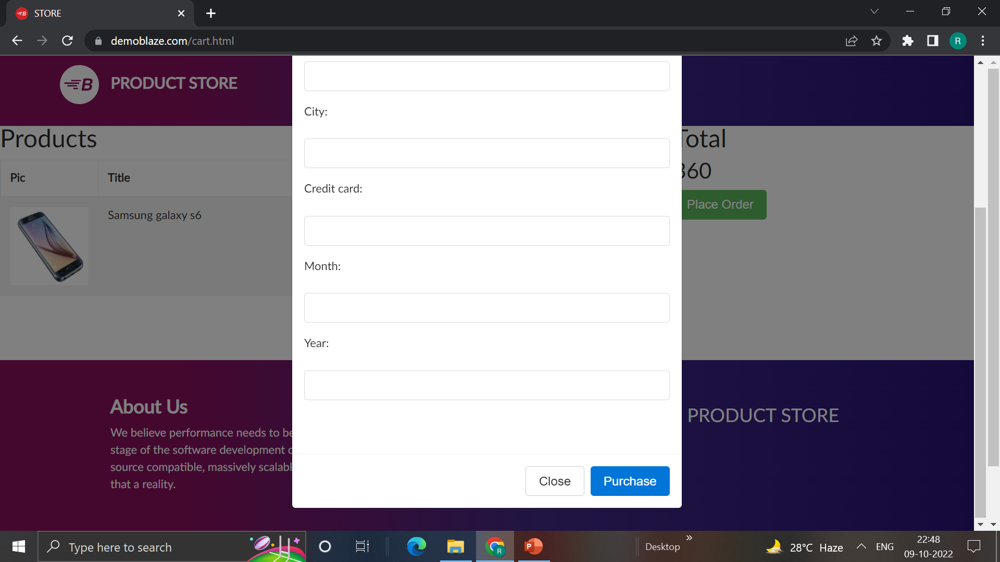 STORE
demoblaze.com/cart.html
R
B PRODUCT STORE
Products
Pic Title
Samsung galaxy s6
City:
Credit card:
Month:
Year:
Close Purchase
otal
360
Place Order
About Us
We believe performance needs to be
stage of the software development
source compatible, massively scalabl
that a reality.
PRODUCT STORE
Type here to search
R
P
Desktop
28°C Haze
ENG
22:48
09-10-2022